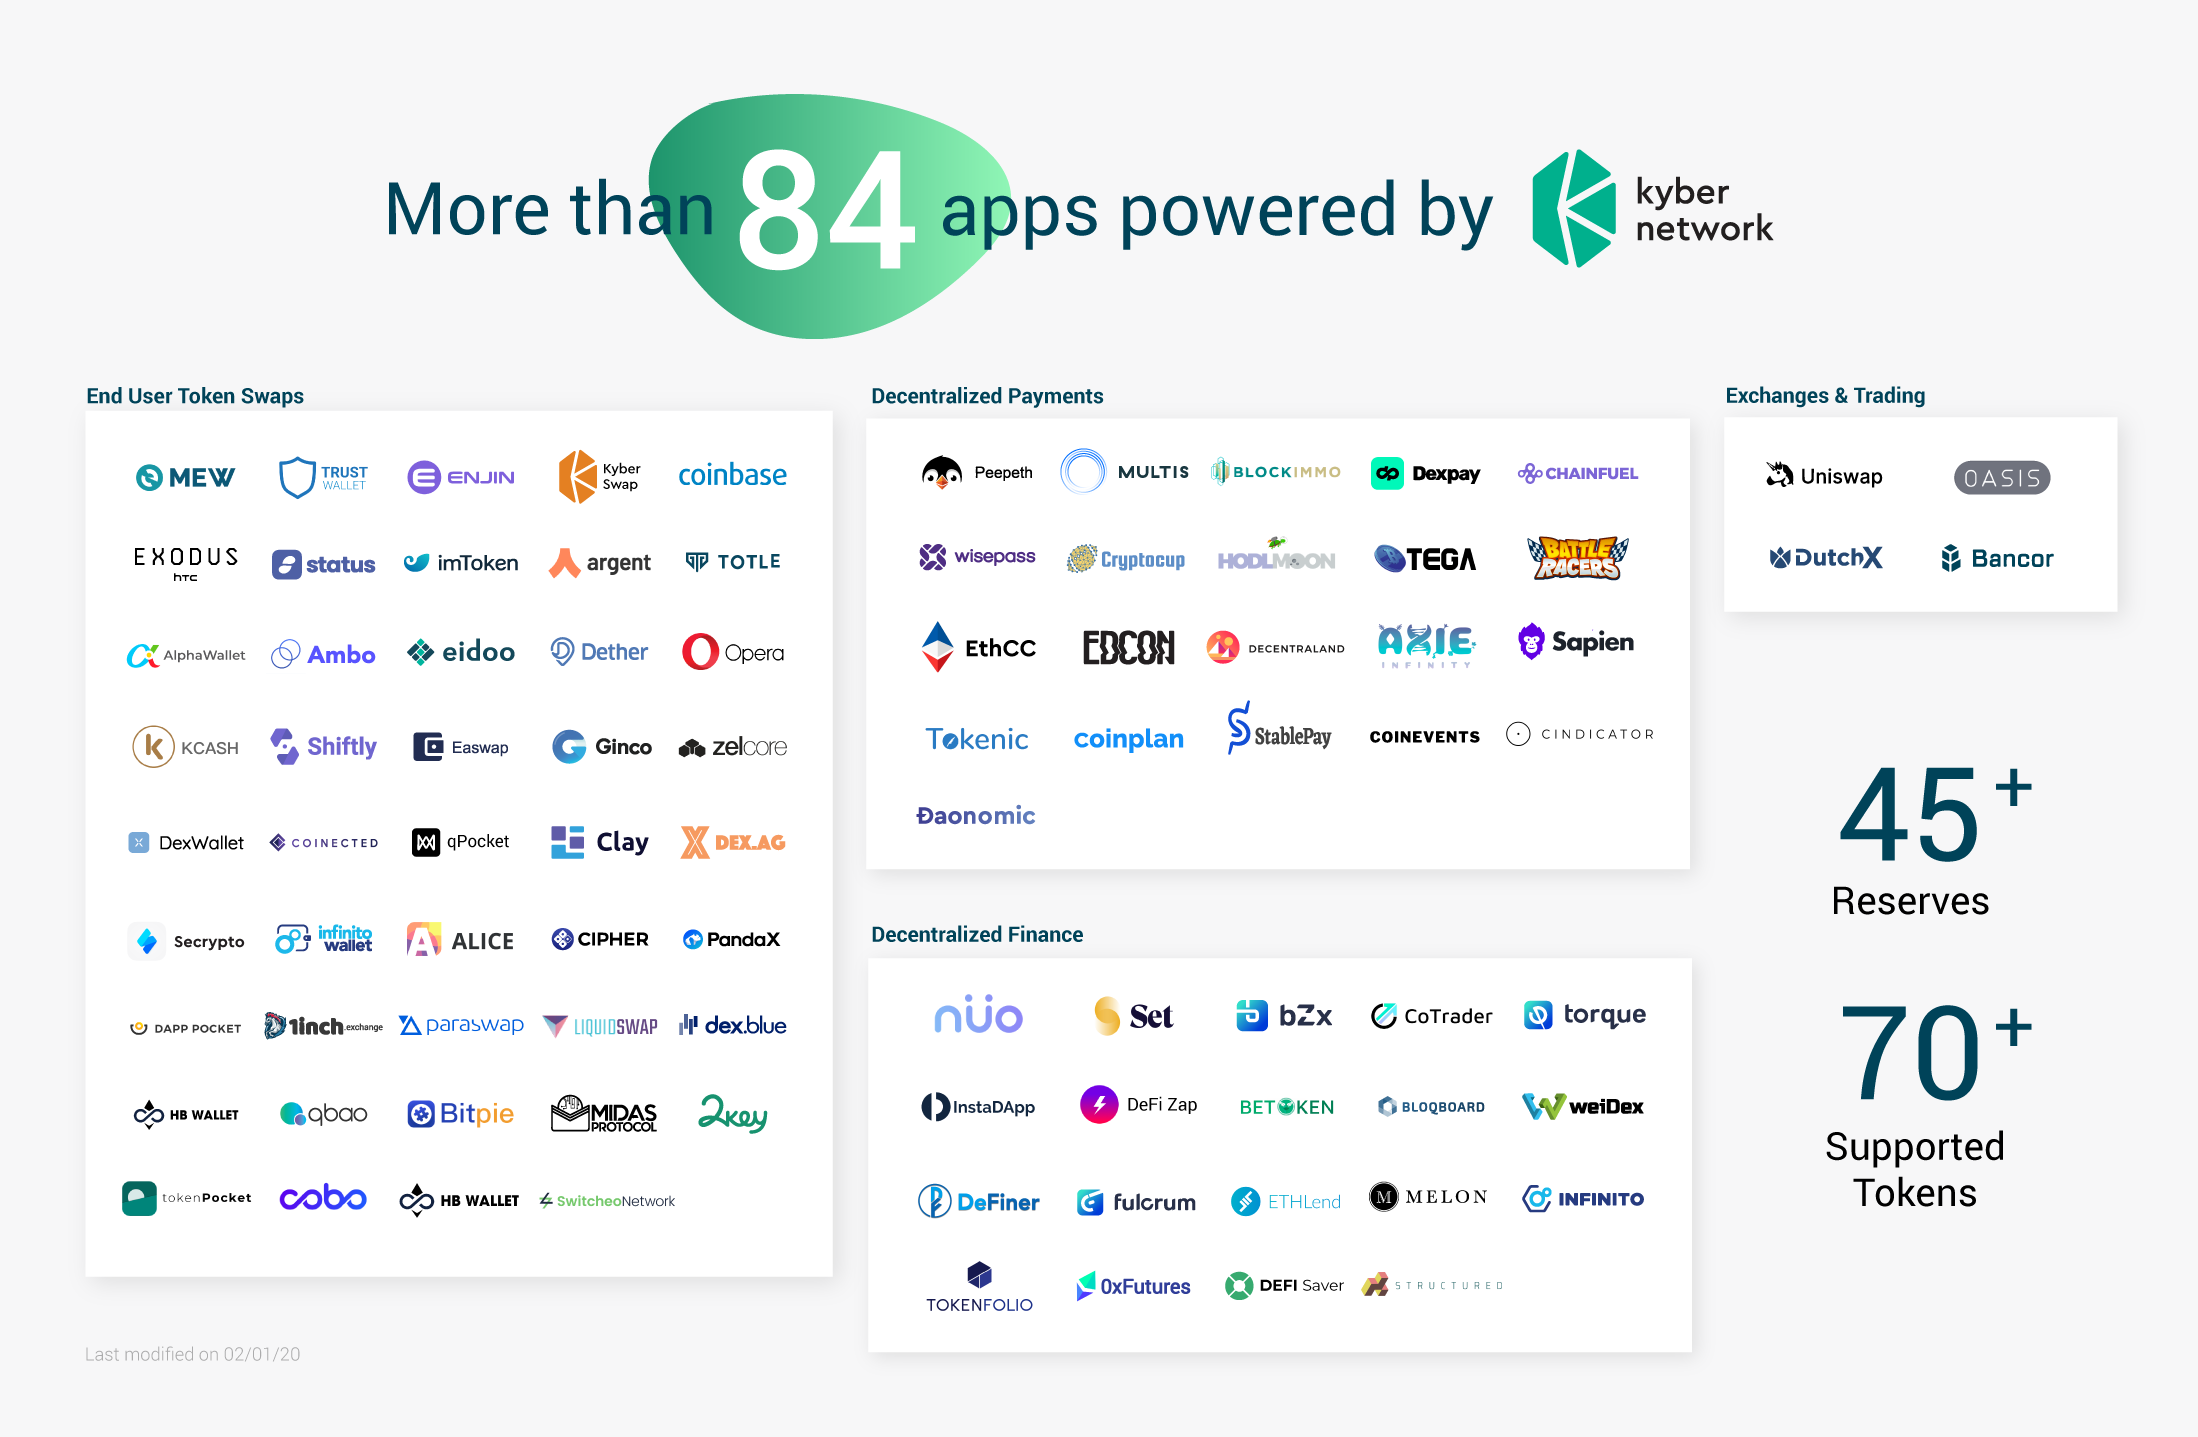 More than 84 apps powered by kyber network
End User Token Swaps
MEW TRUST WALLET ENJIN Kyber Swap coinbase
EXODUS htc status imToken argent TOTLE
AlphaWallet Ambo eidoo Dether Opera
KCASH Shiftly Easwap Ginco zelcore
DexWallet COINECTED qPocket Clay DEX.AG
Secrypto infinito wallet ALICE CIPHER PandaX
DAPP POCKET 1inch.exchange paraswap LIQUIDSWAP dex.blue
HB WALLET qbao Bitpie MIDAS PROTOCOL 2key
tokenPocket cobo HB WALLET SwitcheoNetwork
Decentralized Payments
Peepeth MULTIS BLOCKIMMO Dexpay CHAINFUEL
wisepass Cryptocup HODLMOON TEGA BATTLE RACERS
EthCC EDCON DECENTRALAND AXIE INFINITY Sapien
Tokenic coinplan StablePay COINEVENTS CINDICATOR
Đaonomic
Decentralized Finance
nüo Set bZx CoTrader torque
InstaDApp DeFi Zap BETOKEN BLOQBOARD weiDex
DeFiner fulcrum ETHLend M MELON INFINITO
TOKENFOLIO 0xFutures DEFI Saver STRUCTURED
Exchanges & Trading
Uniswap OASIS
DutchX Bancor
45+
Reserves
70+
Supported
Tokens
Last modified on 02/01/20